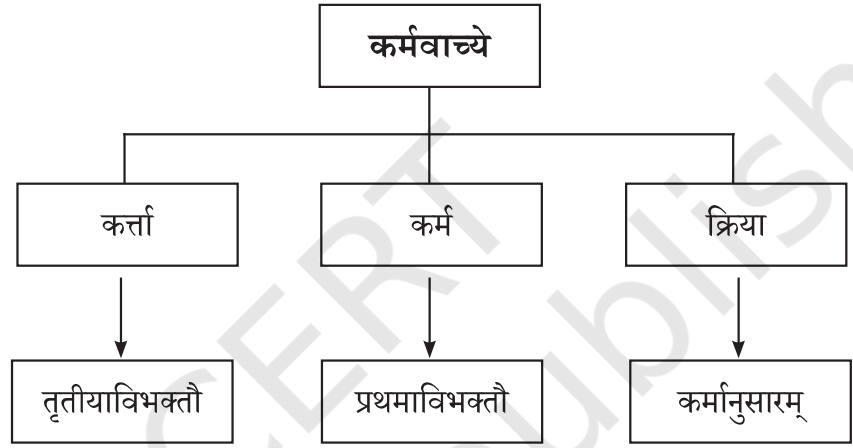 कर्मवाच्ये
कर्त्ता
कर्म
क्रिया
तृतीयाविभक्तौ
प्रथमाविभक्तौ
कर्मानुसारम्